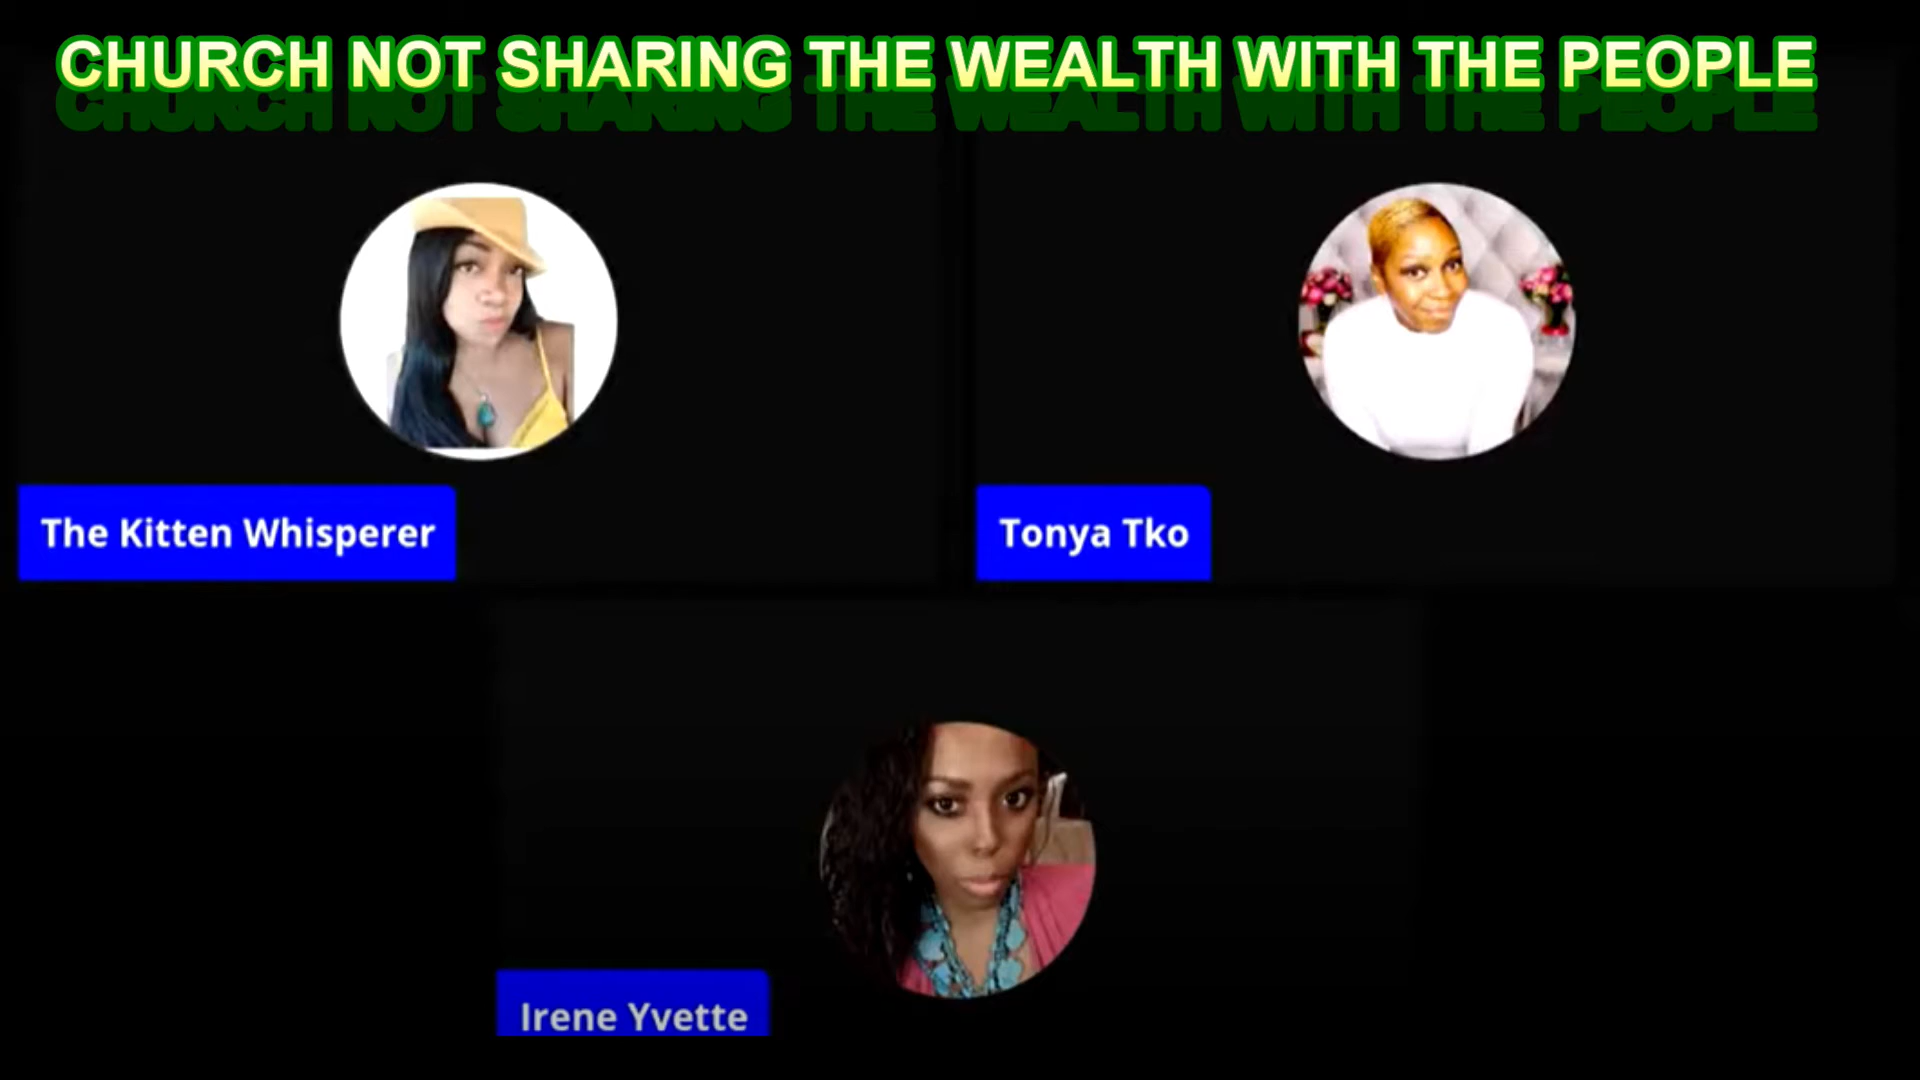 CHURCH NOT SHARING THE WEALTH WITH THE PEOPLE
The Kitten Whisperer
Tonya Tko
Irene Yvette